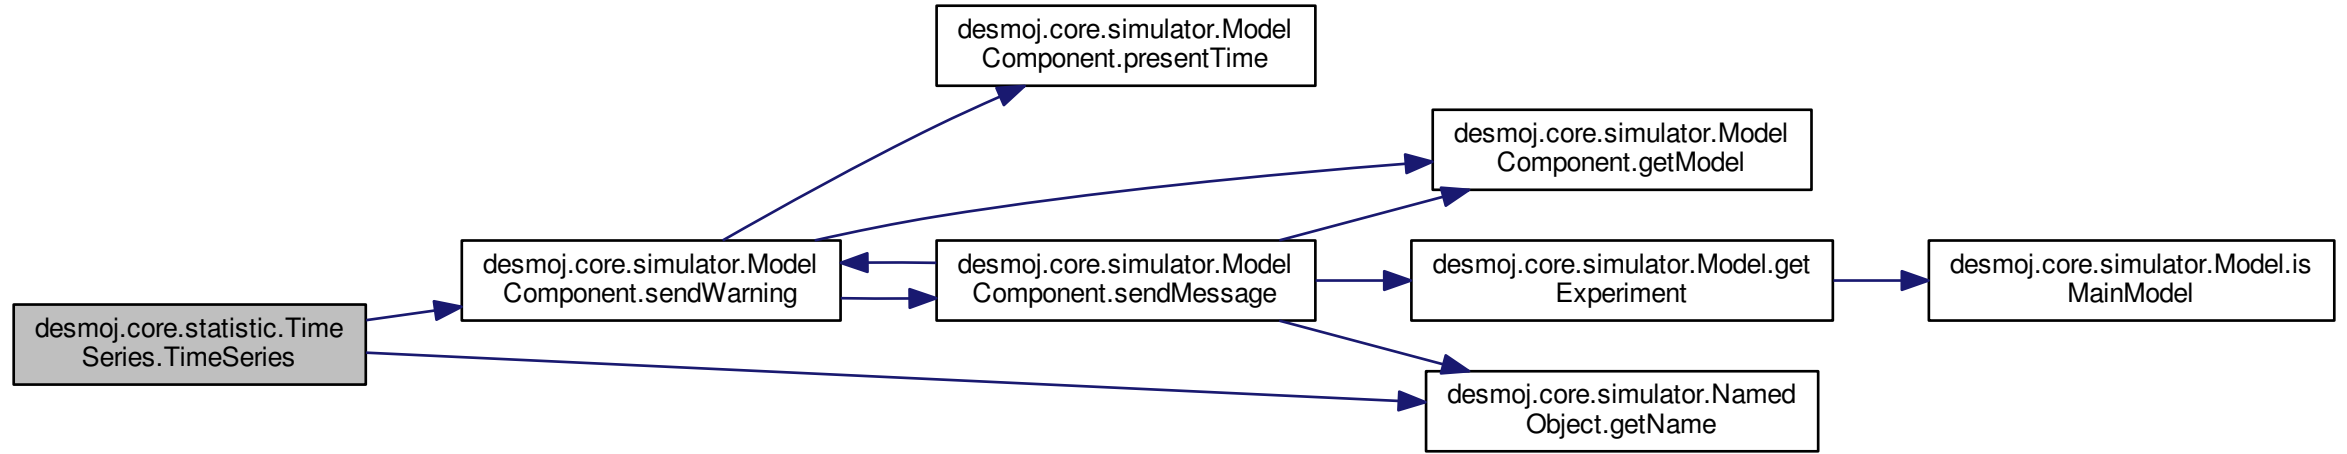 desmoj.core.simulator.Model
Component.presentTime
desmoj.core.simulator.Model
Component.getModel
desmoj.core.simulator.Model
Component.sendWarning
desmoj.core.simulator.Model
Component.sendMessage
desmoj.core.simulator.Model.get
Experiment
desmoj.core.simulator.Model.is
MainModel
desmoj.core.statistic.Time
Series.TimeSeries
desmoj.core.simulator.Named
Object.getName